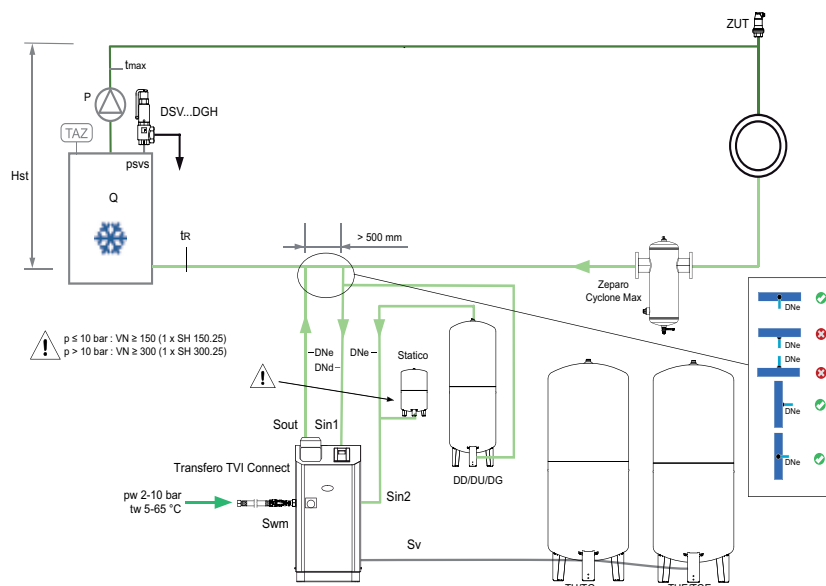 ZUT
tmax
P
DSV...DGH
TAZ
psvs
Hst
Q
tR
> 500 mm
Zeparo
Cyclone Max
p ≤ 10 bar : VN ≥ 150 (1 x SH 150.25)
p > 10 bar : VN ≥ 300 (1 x SH 300.25)
DNe
DNd
DNe
Statico
DNe
DNe
DNe
DNe
DNe
Sout
Sin1
Transfero TVI Connect
DD/DU/DG
pw 2-10 bar
tw 5-65 °C
Swm
Sin2
Sv